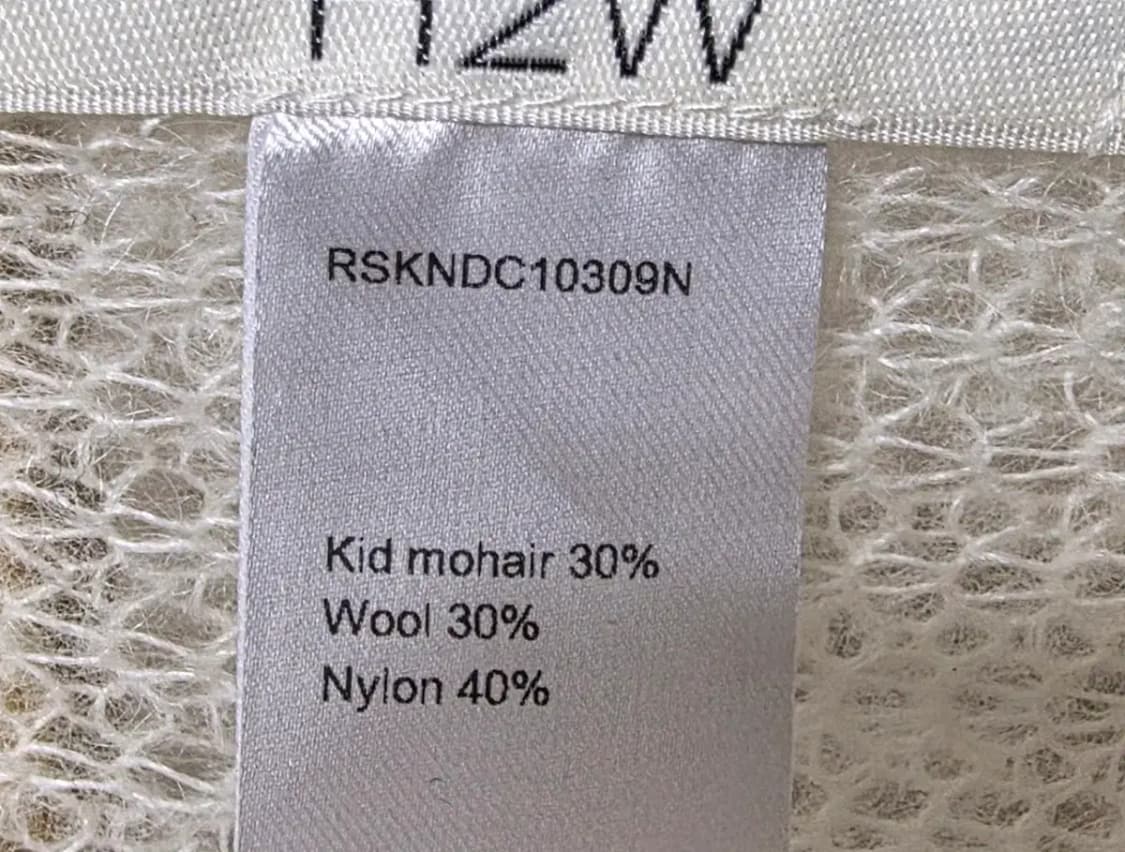 RSKNDC10309N
Kid mohair 30%
Wool 30%
Nylon 40%